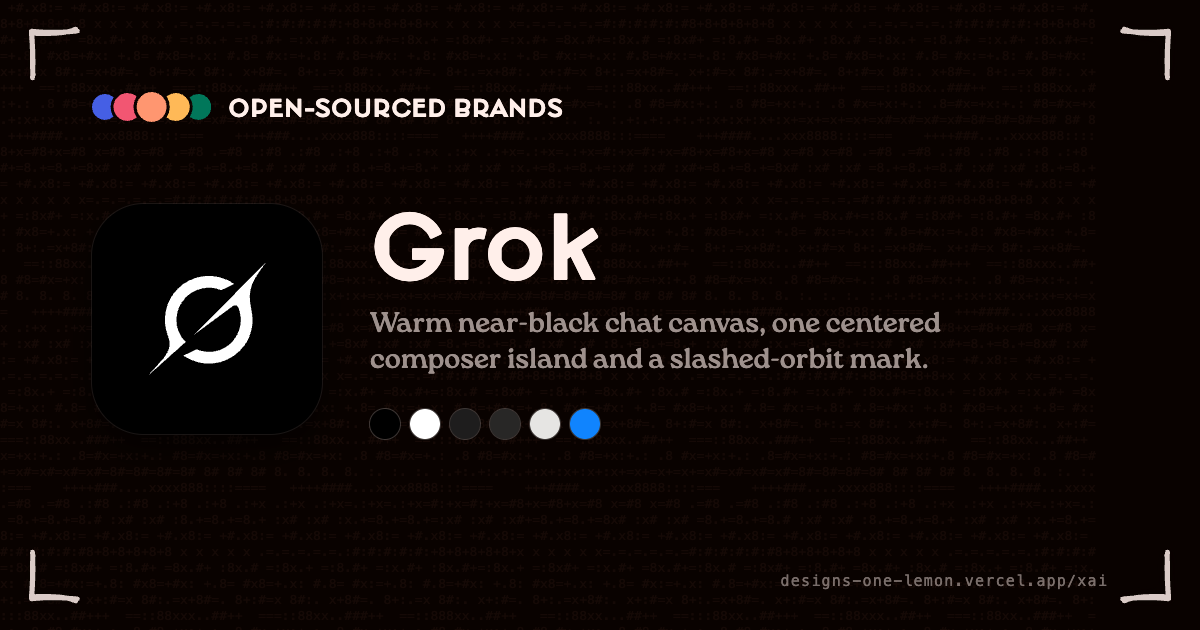 OPEN-SOURCED BRANDS
Grok
Warm near-black chat canvas, one centered
composer island and a slashed-orbit mark.
designs-one-lemon.vercel.app/xai